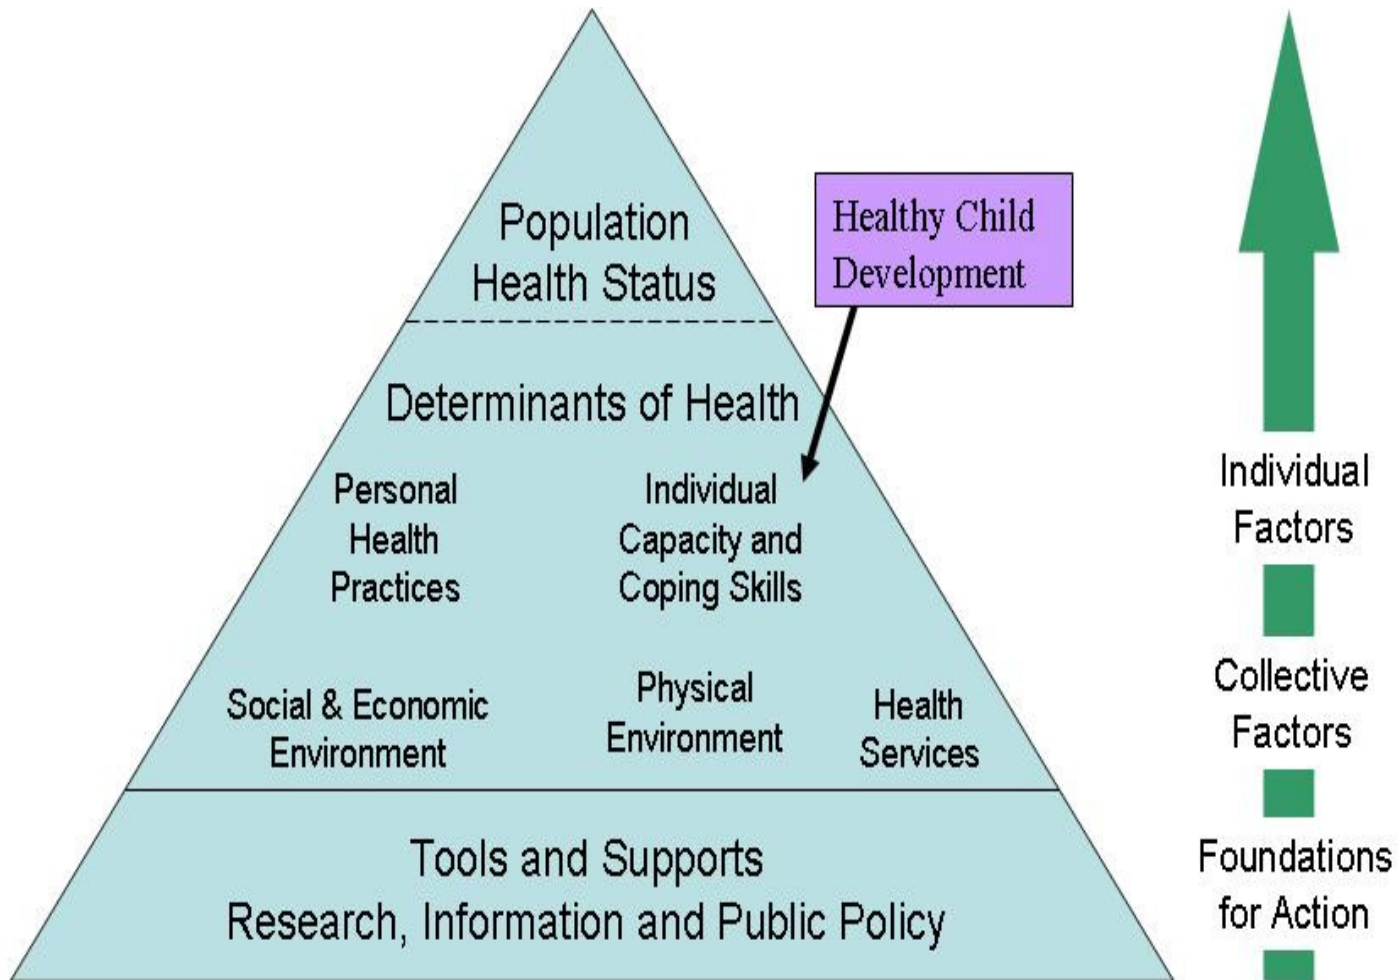 Population
Health Status
Healthy Child
Development
Determinants of Health
Personal
Health
Practices
Individual
Capacity and
Coping Skills
Individual
Factors
Social & Economic
Environment
Physical
Environment
Health
Services
Collective
Factors
Tools and Supports
Research, Information and Public Policy
Foundations
for Action